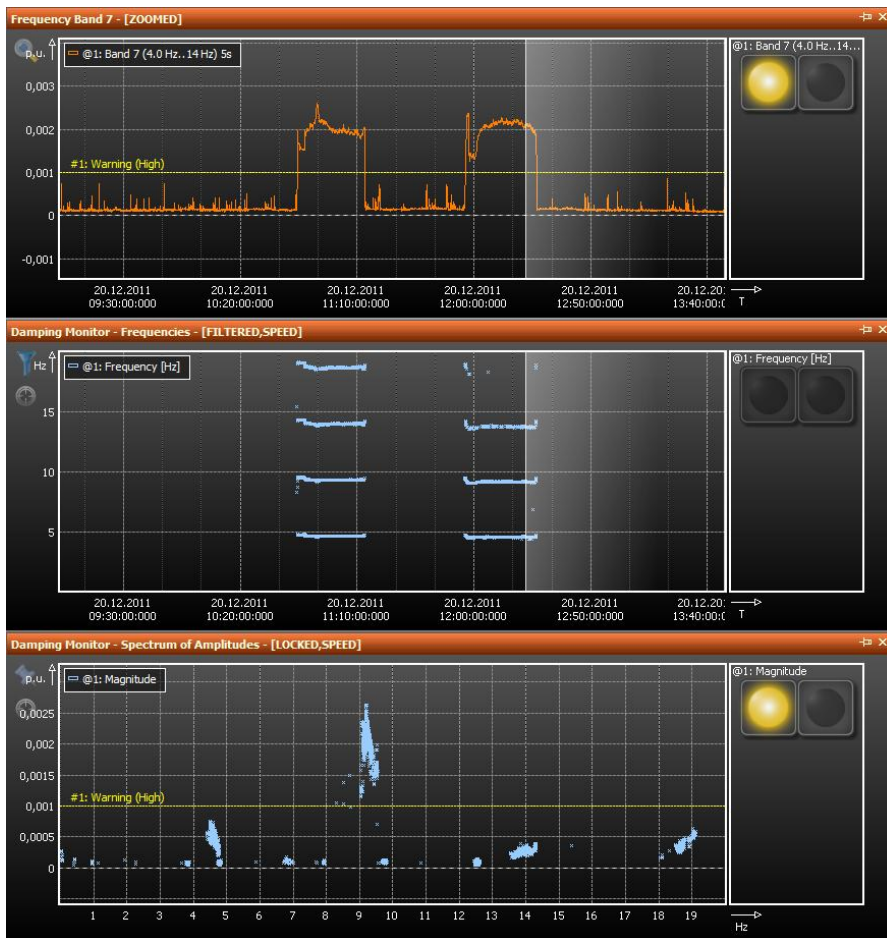 Frequency Band 7 - [ZOOMED]
p.u.
@1: Band 7 (4.0 Hz..14 Hz) 5s
@1: Band 7 (4.0 Hz..14...
0,003
0,002
#1: Warning (High)
0,001
0
-0,001
20.12.2011 20.12.2011 20.12.2011 20.12.2011 20.12.2011 20.12.20:
09:30:00:000 10:20:00:000 11:10:00:000 12:00:00:000 12:50:00:000 13:40:00:(
T
Damping Monitor - Frequencies - [FILTERED,SPEED]
Hz
@1: Frequency [Hz]
@1: Frequency [Hz]
15
10
5
20.12.2011 20.12.2011 20.12.2011 20.12.2011 20.12.2011 20.12.20:
09:30:00:000 10:20:00:000 11:10:00:000 12:00:00:000 12:50:00:000 13:40:00:(
T
Damping Monitor - Spectrum of Amplitudes - [LOCKED,SPEED]
p.u.
@1: Magnitude
@1: Magnitude
0,0025
0,002
0,0015
#1: Warning (High)
0,001
0,0005
0
1 2 3 4 5 6 7 8 9 10 11 12 13 14 15 16 17 18 19
Hz